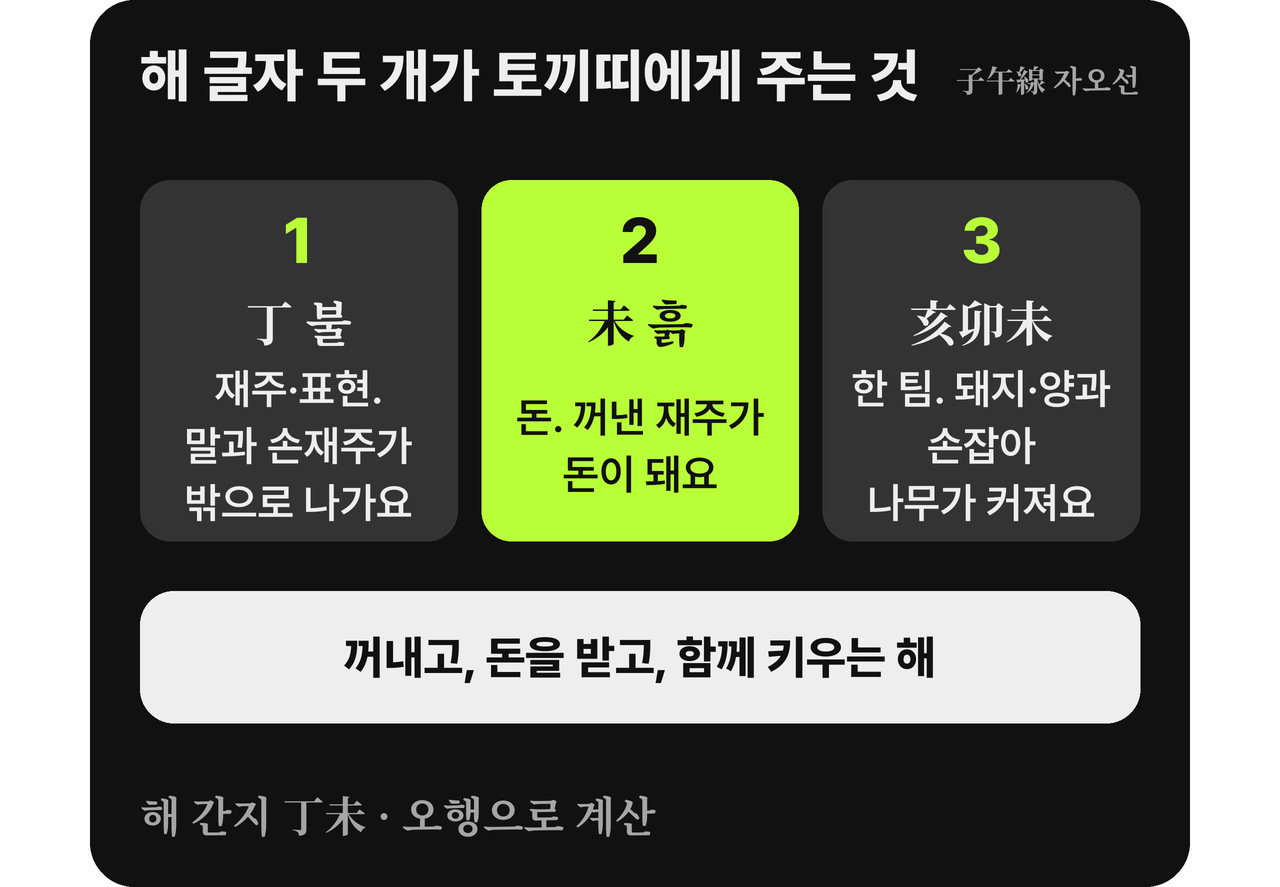 해 글자 두 개가 토끼띠에게 주는 것
子午線 자오선
1
丁 불
재주·표현.
말과 손재주가
밖으로 나가요
2
未 흙
돈. 꺼낸 재주가
돈이 돼요
3
亥卯未
한 팀. 돼지·양과
손잡아
나무가 커져요
꺼내고, 돈을 받고, 함께 키우는 해
해 간지 丁未 · 오행으로 계산